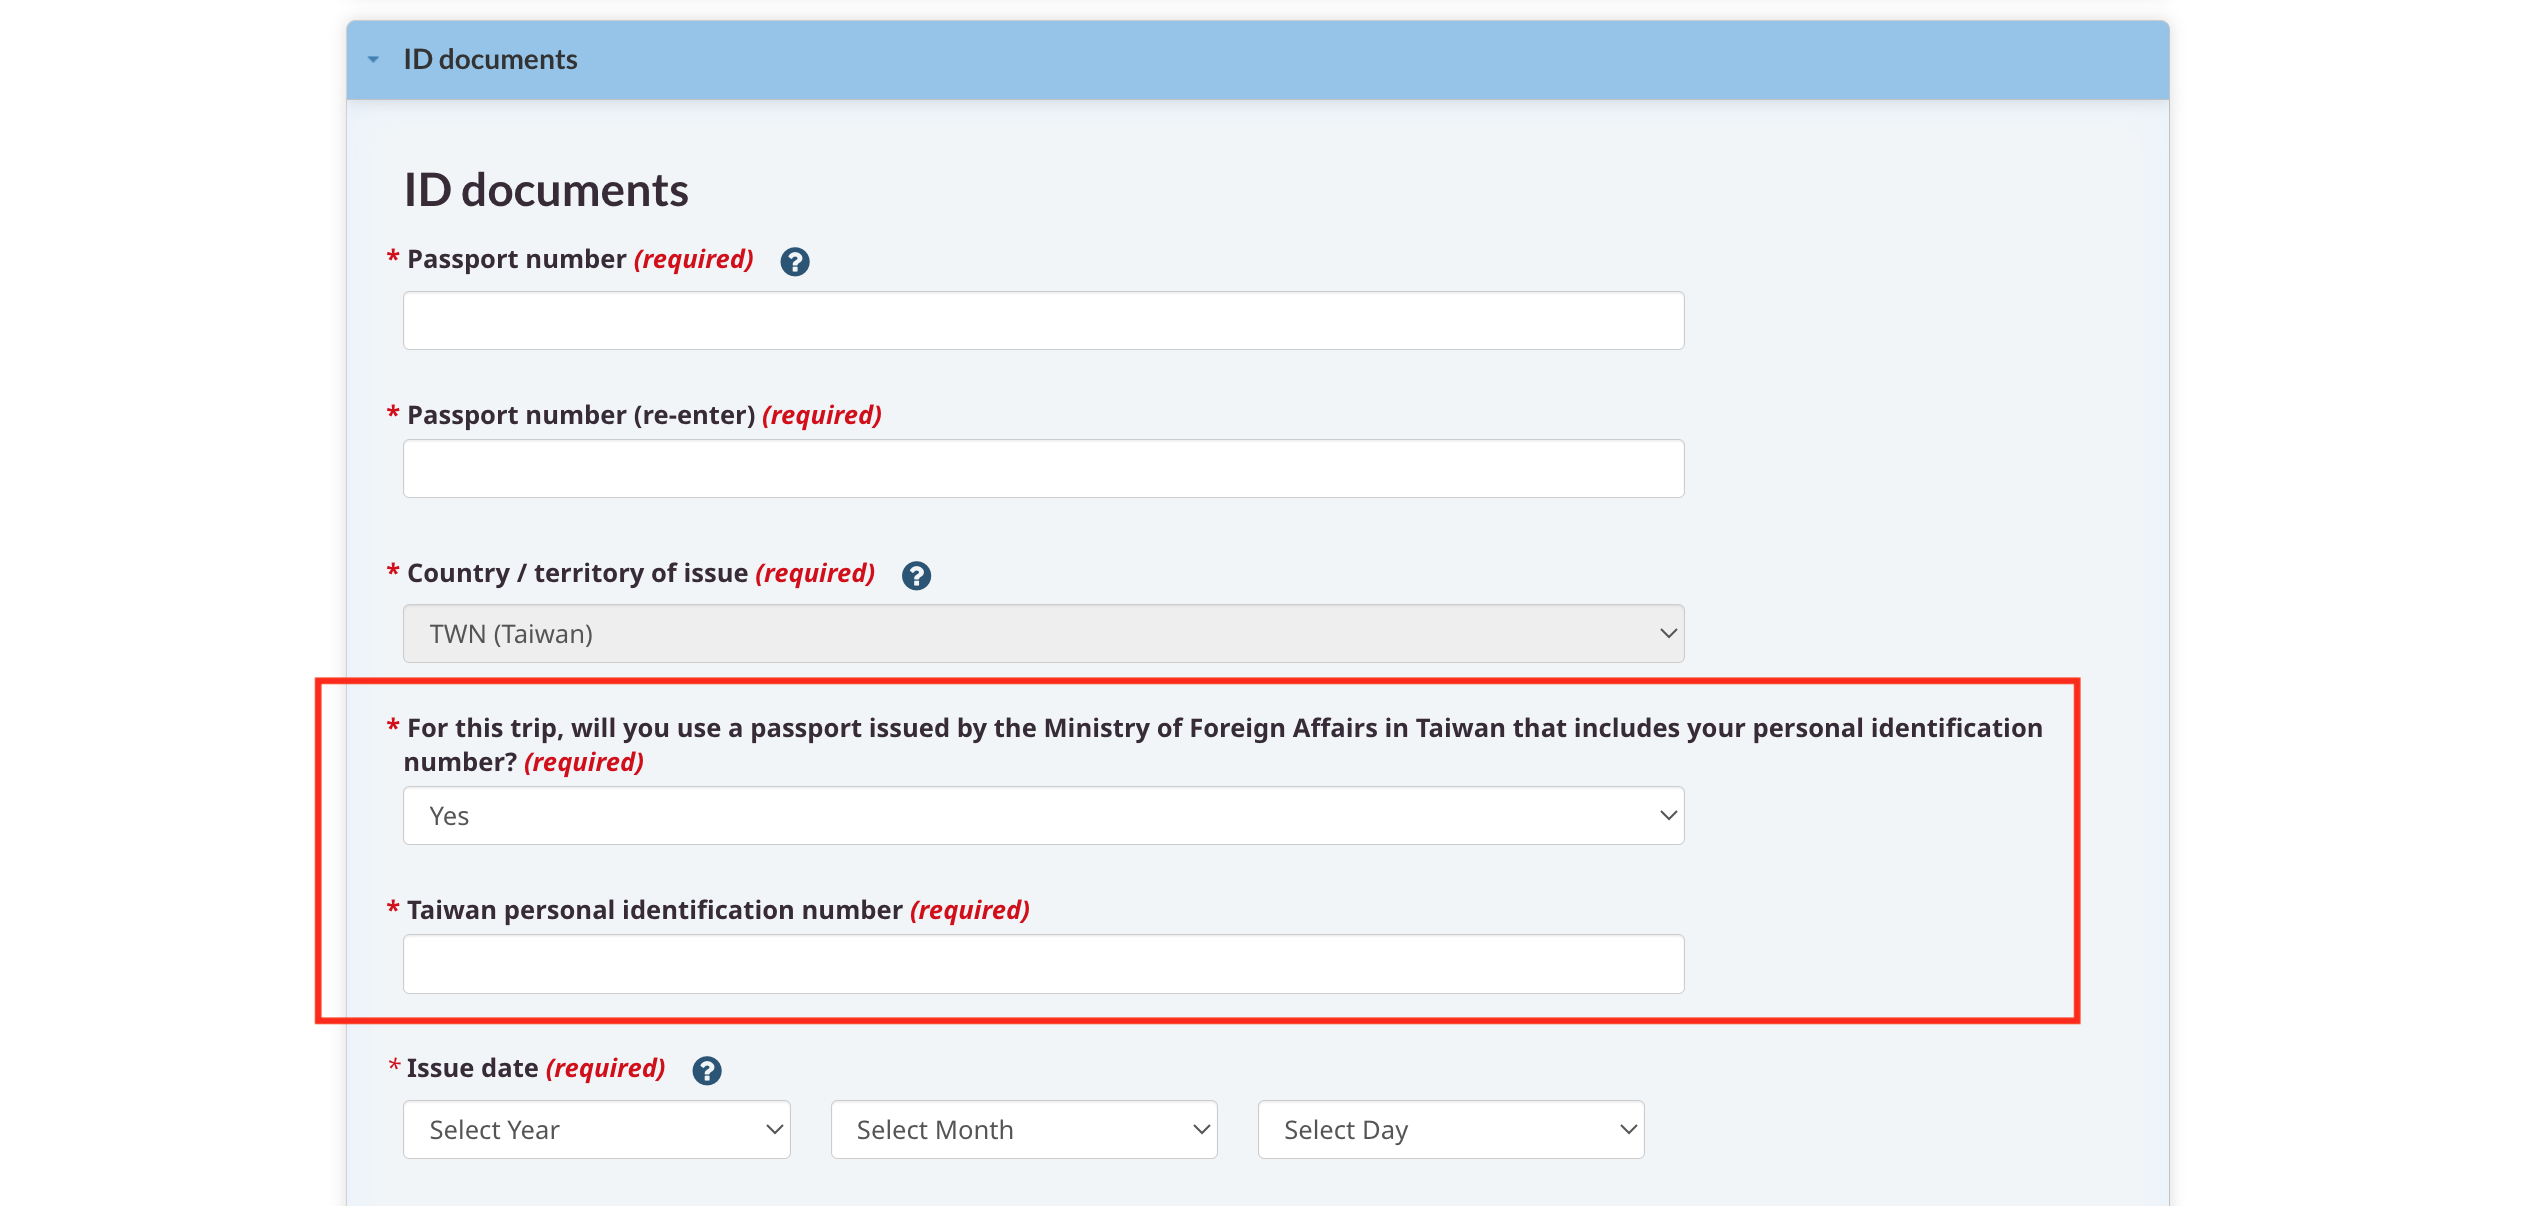 ID documents
ID documents
* Passport number (required) ?
* Passport number (re-enter) (required)
* Country / territory of issue (required) ?
TWN (Taiwan)
* For this trip, will you use a passport issued by the Ministry of Foreign Affairs in Taiwan that includes your personal identification
number? (required)
Yes
* Taiwan personal identification number (required)
* Issue date (required) ?
Select Year Select Month Select Day